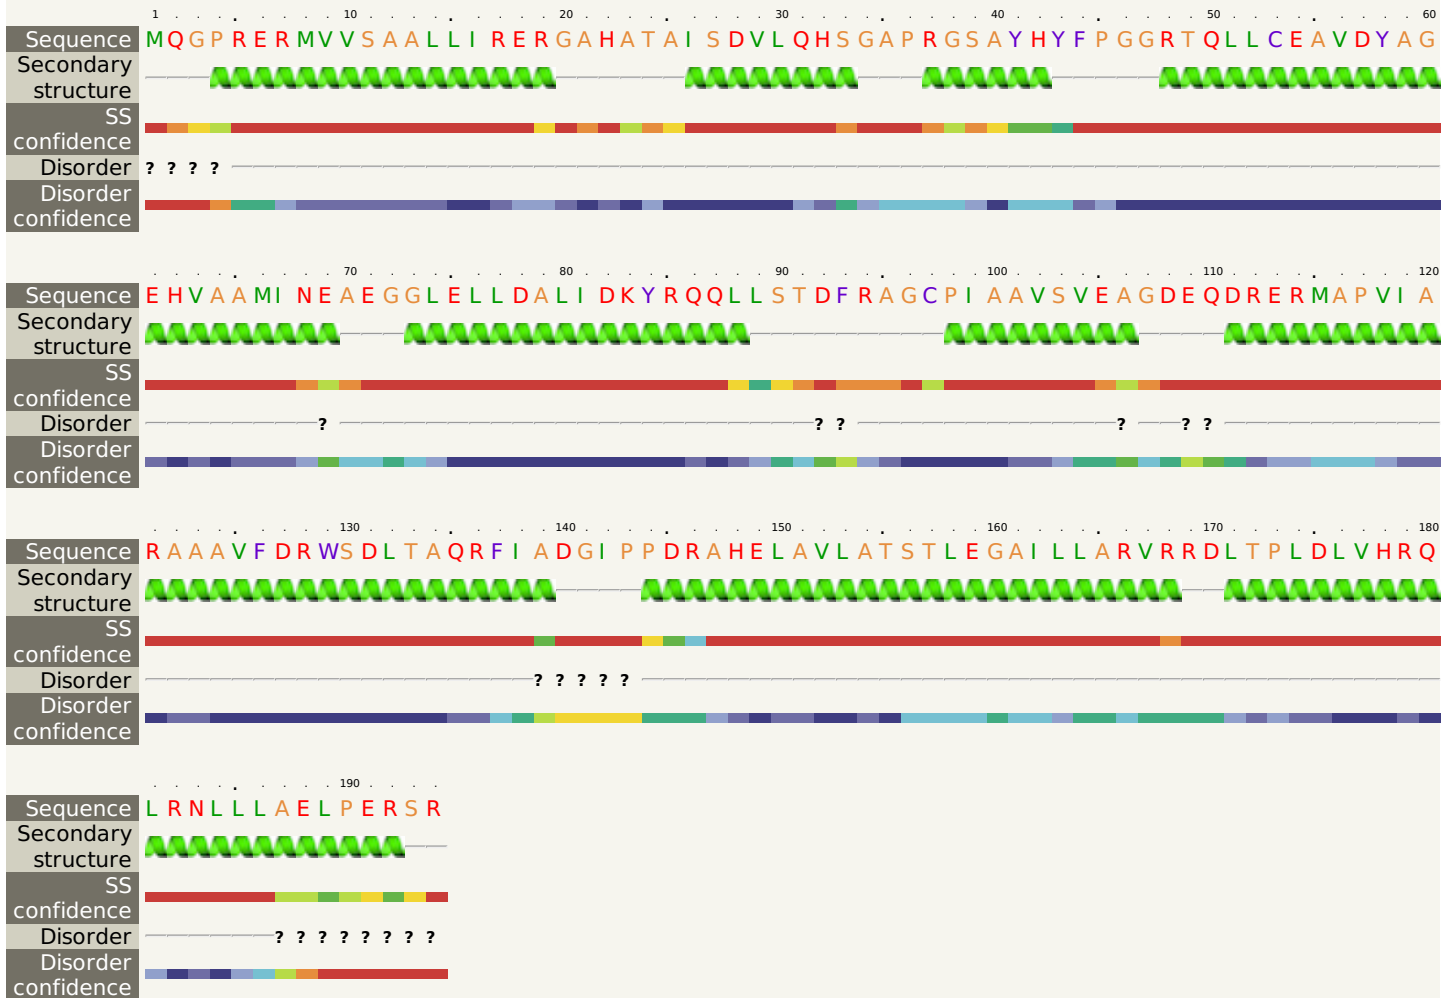 1 10 20 30 40 50 60
Sequence MQGPRERMVVSAALLIRERGAHATAISDVLQHSGAPRGSAYHYFPGGRTQLLCEAVDYAG
Secondary
structure
SS
confidence
Disorder ? ? ? ?
Disorder
confidence
70 80 90 100 110 120
Sequence EHVAAMINEAEGGLELLDALIDKYRQQLLSTDFRAGCPIAAVSVEAGDEQDRERMAPVIA
Secondary
structure
SS
confidence
Disorder ? ? ? ? ? ?
Disorder
confidence
130 140 150 160 170 180
Sequence RAAAVFDRWSDLTAQRFIADGIPPDRAHELAVLATSTLEGAILLARVRRDLTPLDLVHRQ
Secondary
structure
SS
confidence
Disorder ? ? ? ? ?
Disorder
confidence
190
Sequence LRNLLLAELPERSR
Secondary
structure
SS
confidence
Disorder ? ? ? ? ? ? ? ?
Disorder
confidence